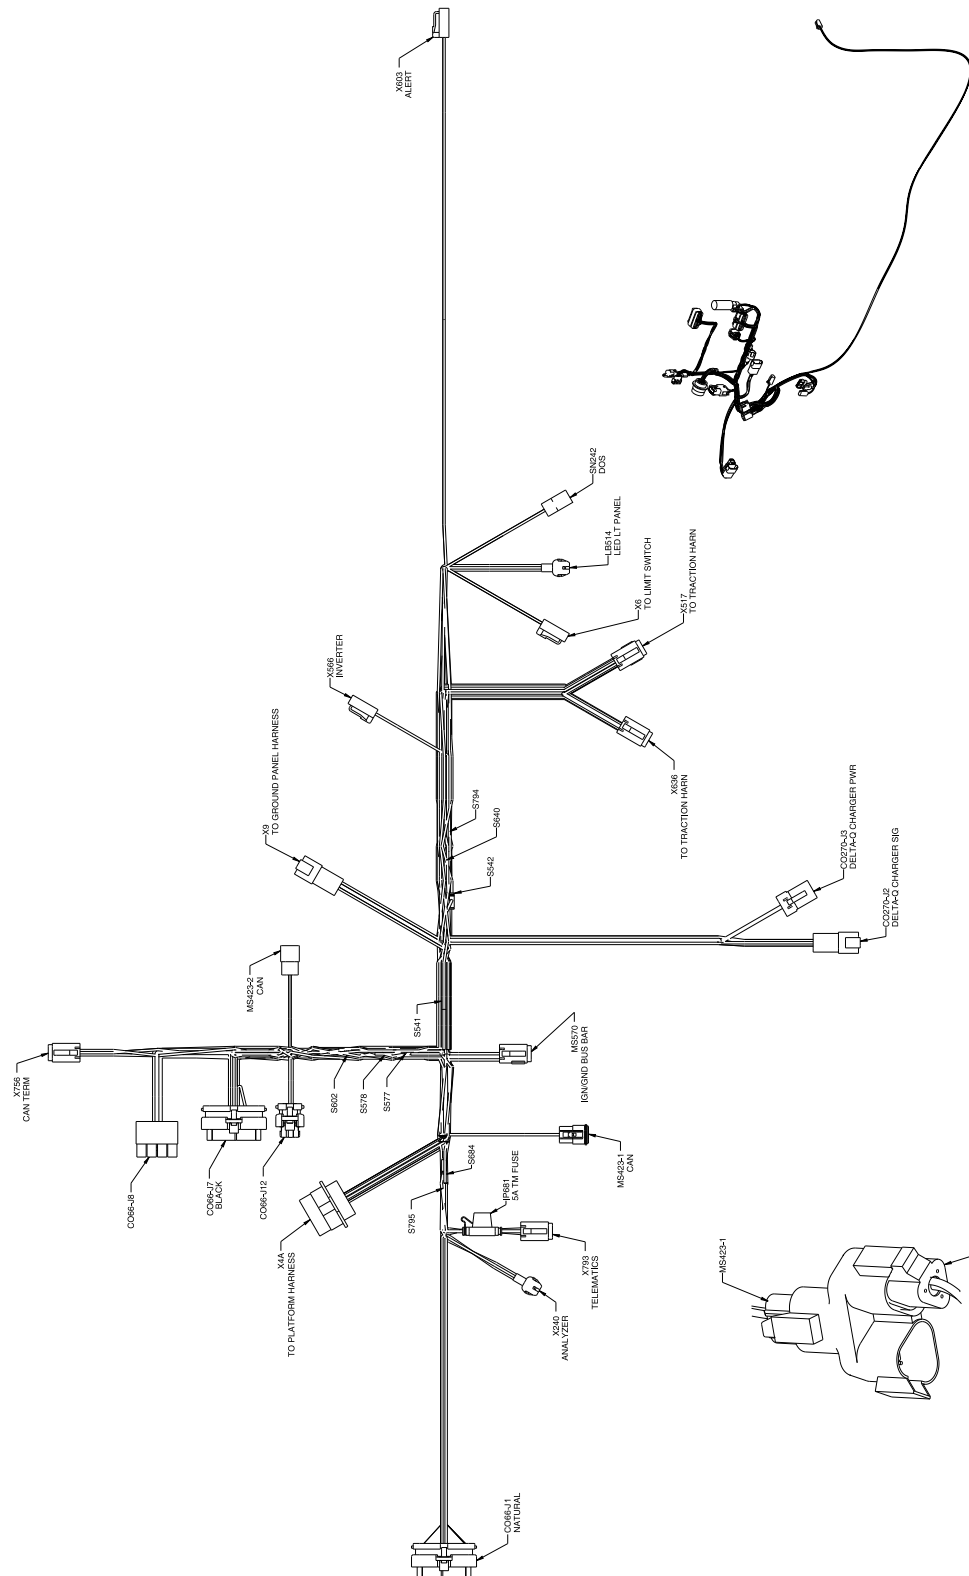 X603
ALERT
SN242
DOS
LB514
LED LT PANEL
X6
TO LIMIT SWITCH
X517
TO TRACTION HARN
X566
INVERTER
X636
TO TRACTION HARN
X9
TO GROUND PANEL HARNESS
S794
S640
S542
CO270-J3
DELTA-Q CHARGER PWR
CO270-J2
DELTA-Q CHARGER SIG
MS423-2
CAN
S541
MS570
IGN/GND BUS BAR
X756
CAN TERM
S602
S578
S577
CO66-J8
CO66-J7
BLACK
CO66-J12
MS423-1
CAN
S684
S795
IP681
5A TM FUSE
X4A
TO PLATFORM HARNESS
X793
TELEMATICS
X240
ANALYZER
MS423-1
CO66-J1
NATURAL